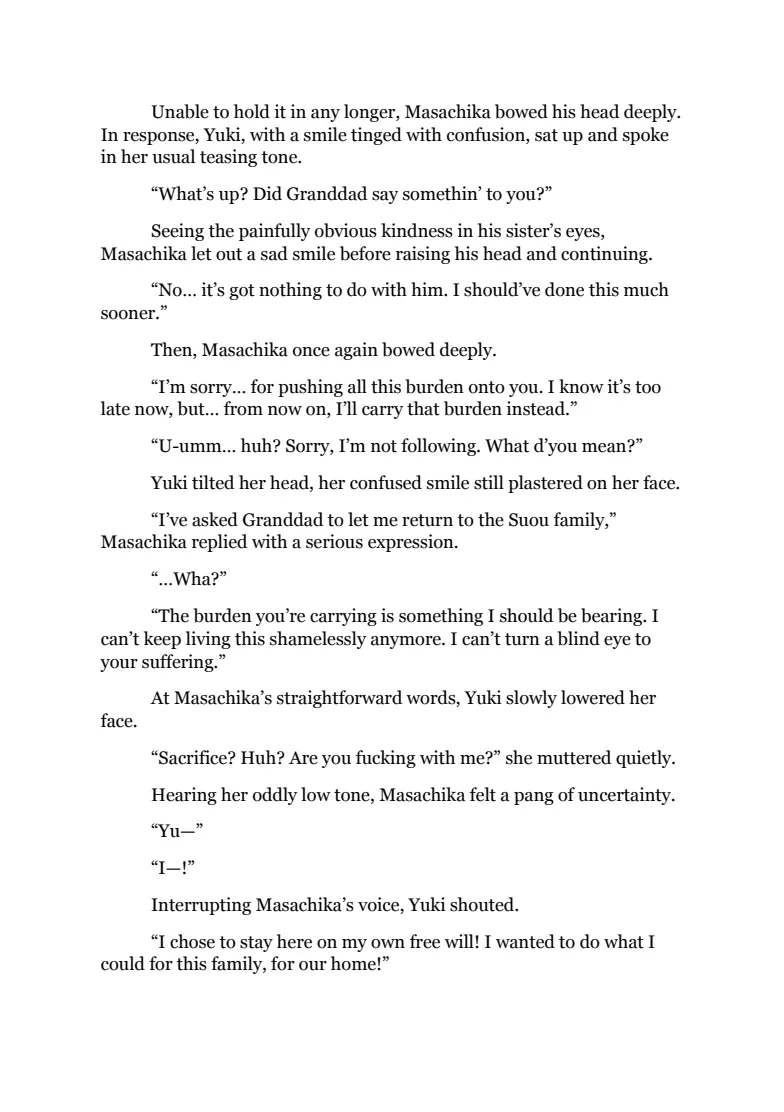 Unable to hold it in any longer, Masachika bowed his head deeply.
In response, Yuki, with a smile tinged with confusion, sat up and spoke
in her usual teasing tone.
“What’s up? Did Granddad say somethin’ to you?”
Seeing the painfully obvious kindness in his sister’s eyes,
Masachika let out a sad smile before raising his head and continuing.
“No… it’s got nothing to do with him. I should’ve done this much
sooner.”
Then, Masachika once again bowed deeply.
“I’m sorry… for pushing all this burden onto you. I know it’s too
late now, but… from now on, I’ll carry that burden instead.”
“U-umm… huh? Sorry, I’m not following. What d’you mean?”
Yuki tilted her head, her confused smile still plastered on her face.
“I’ve asked Granddad to let me return to the Suou family,”
Masachika replied with a serious expression.
“…Wha?”
“The burden you’re carrying is something I should be bearing. I
can’t keep living this shamelessly anymore. I can’t turn a blind eye to
your suffering.”
At Masachika’s straightforward words, Yuki slowly lowered her
face.
“Sacrifice? Huh? Are you fucking with me?” she muttered quietly.
Hearing her oddly low tone, Masachika felt a pang of uncertainty.
“Yu—”
“I—!”
Interrupting Masachika’s voice, Yuki shouted.
“I chose to stay here on my own free will! I wanted to do what I
could for this family, for our home!”